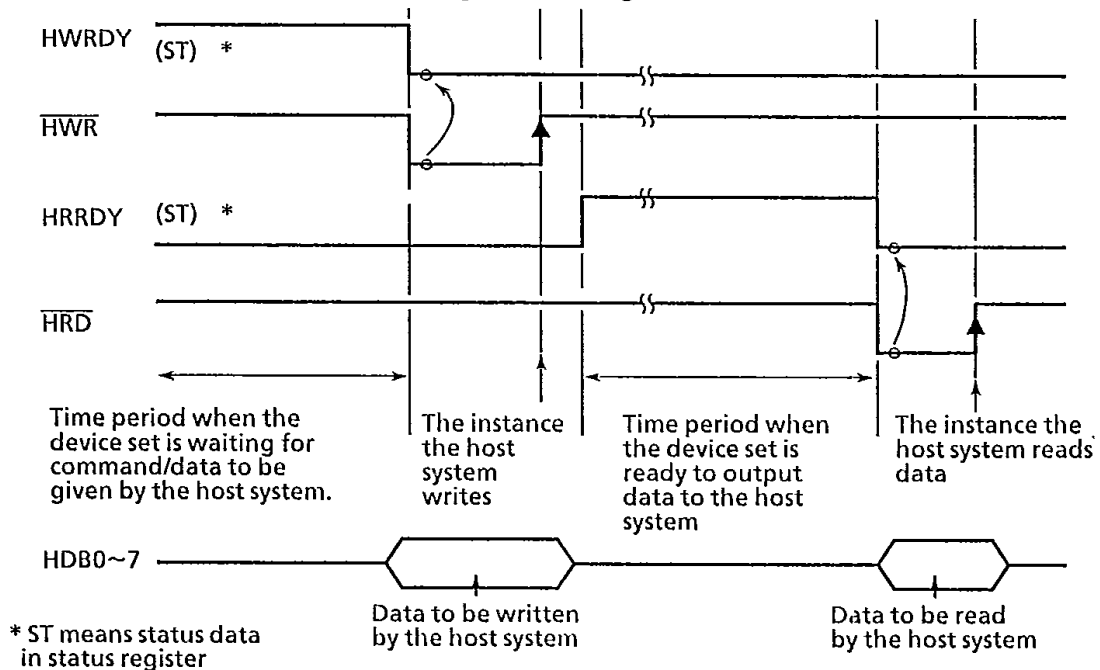 HWRDY (ST) *
HWR
HRRDY (ST) *
HRD
Time period when the
device set is waiting for
command/data to be
given by the host system.
The instance
the host
system
writes
Time period when
the device set is
ready to output
data to the host
system
The instance the
host system reads
data
HDB0~7
Data to be written
by the host system
Data to be read
by the host system
* ST means status data
in status register